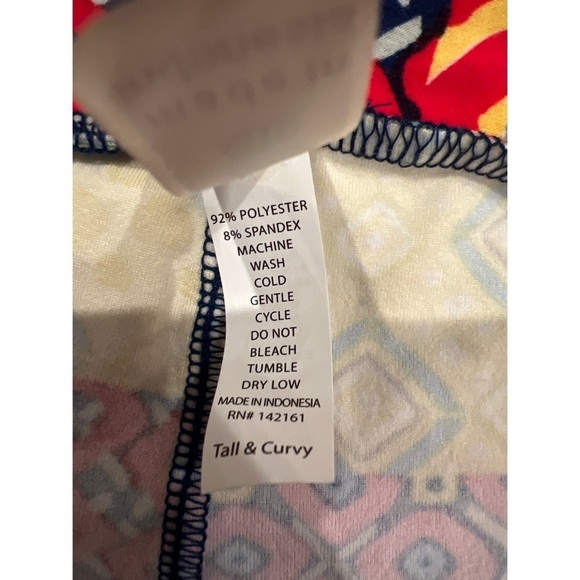 92% POLYESTER
8% SPANDEX
MACHINE
WASH
COLD
GENTLE
CYCLE
DO NOT
BLEACH
TUMBLE
DRY LOW
MADE IN INDONESIA
RN# 142161
Tall & Curvy